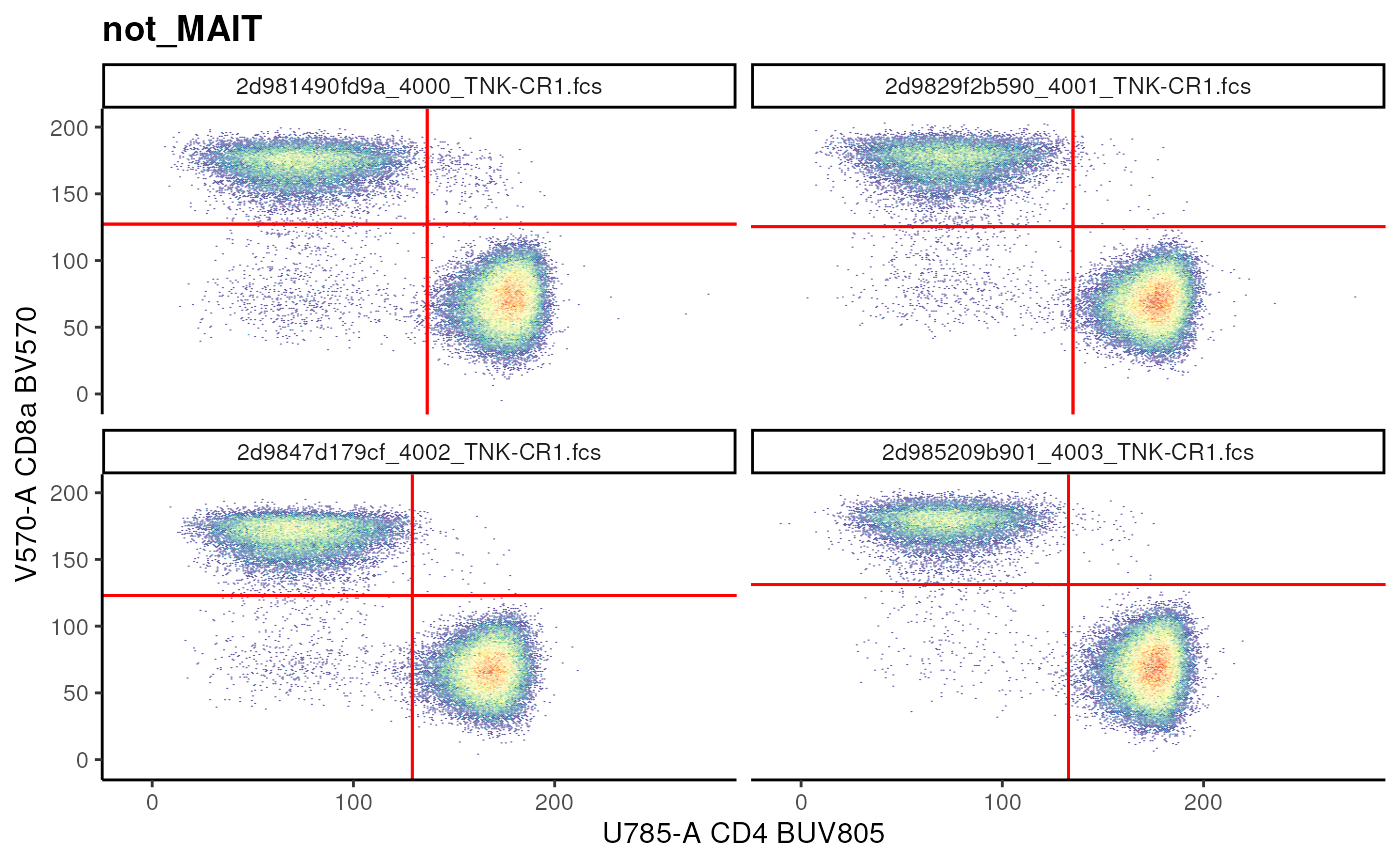 not_MAIT
2d981490fd9a_4000_TNK-CR1.fcs
2d9829f2b590_4001_TNK-CR1.fcs
200
150
100
50
0
2d9847d179cf_4002_TNK-CR1.fcs
2d985209b901_4003_TNK-CR1.fcs
200
150
100
50
0
V570-A CD8a BV570
0 100 200
0 100 200
U785-A CD4 BUV805